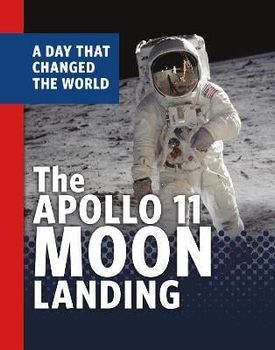 A DAY THAT
CHANGED
THE WORLD
The
APOLLO 11
MOON
LANDING